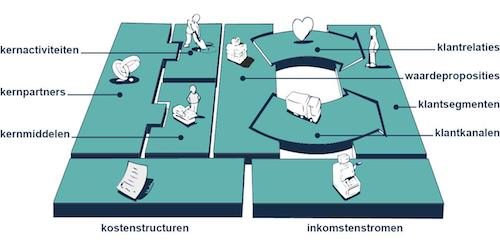 kernactiviteiten
kernpartners
kernmiddelen
klantrelaties
waardeproposities
klantsegmenten
klantkanalen
kostenstructuren
inkomstenstromen